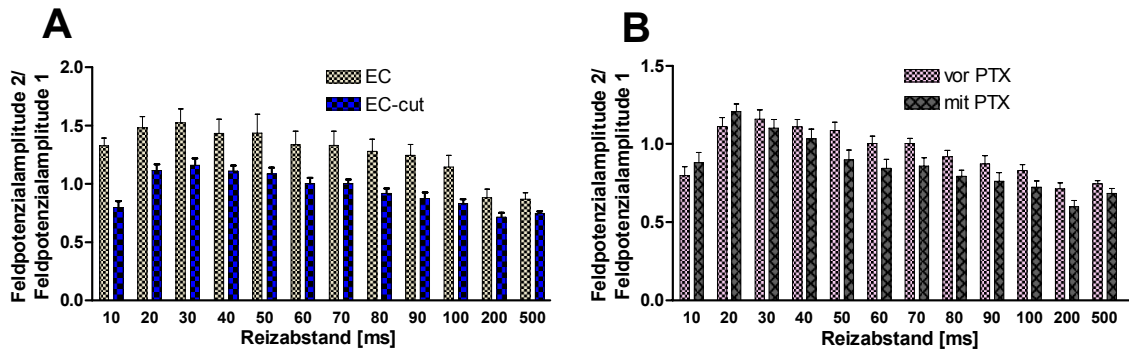 A
Feldpotenzialamplitude 2/
Feldpotenzialamplitude 1
2.0
1.5
1.0
0.5
0.0
EC
EC-cut
10 20 30 40 50 60 70 80 90 100 200 500
Reizabstand [ms]
B
Feldpotenzialamplitude 2/
Feldpotenzialamplitude 1
1.5
1.0
0.5
0.0
vor PTX
mit PTX
10 20 30 40 50 60 70 80 90 100 200 500
Reizabstand [ms]